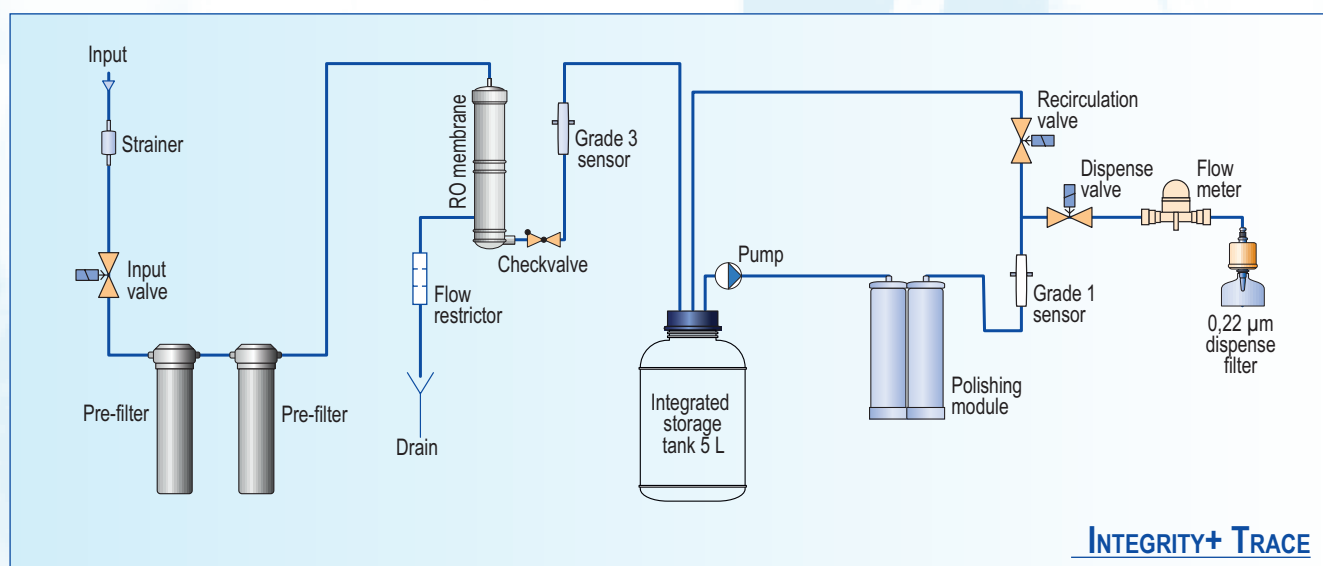 Input
Strainer
Input
valve
Pre-filter
Pre-filter
RO membrane
Flow
restrictor
Drain
Checkvalve
Grade 3
sensor
Integrated
storage
tank 5 L
Pump
Polishing
module
Grade 1
sensor
Recirculation
valve
Dispense
valve
Flow
meter
0,22 µm
dispense
filter
INTEGRITY+ TRACE